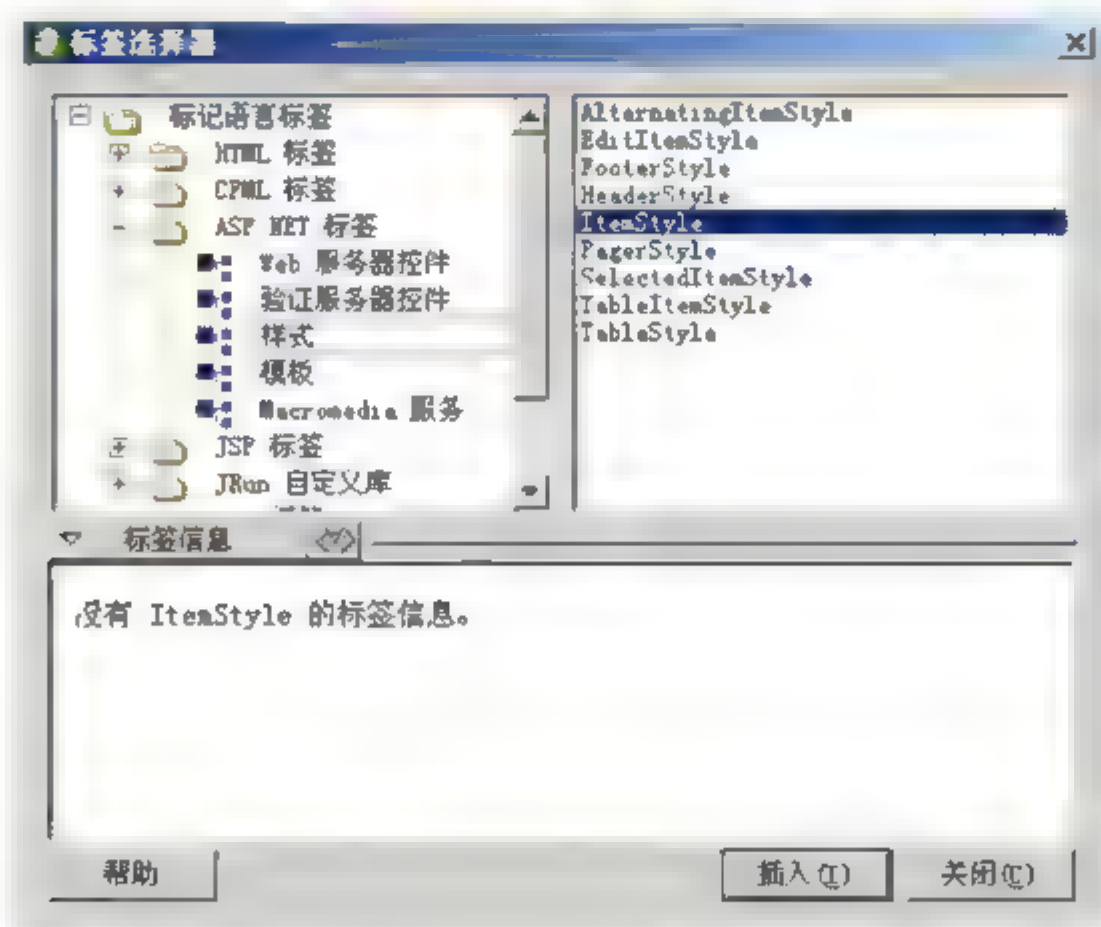 标签选择器
标记语言标签
HTML 标签
CFML 标签
ASP NET 标签
Web 服务器控件
验证服务器控件
样式
模板
Macromedia 服务
JSP 标签
JRun 自定义库
AlternatingItemStyle
EditItemStyle
FooterStyle
HeaderStyle
ItemStyle
PagerStyle
SelectedItemStyle
TableItemStyle
TableStyle
标签信息
没有 ItemStyle 的标签信息。
帮助
插入(I)
关闭(C)